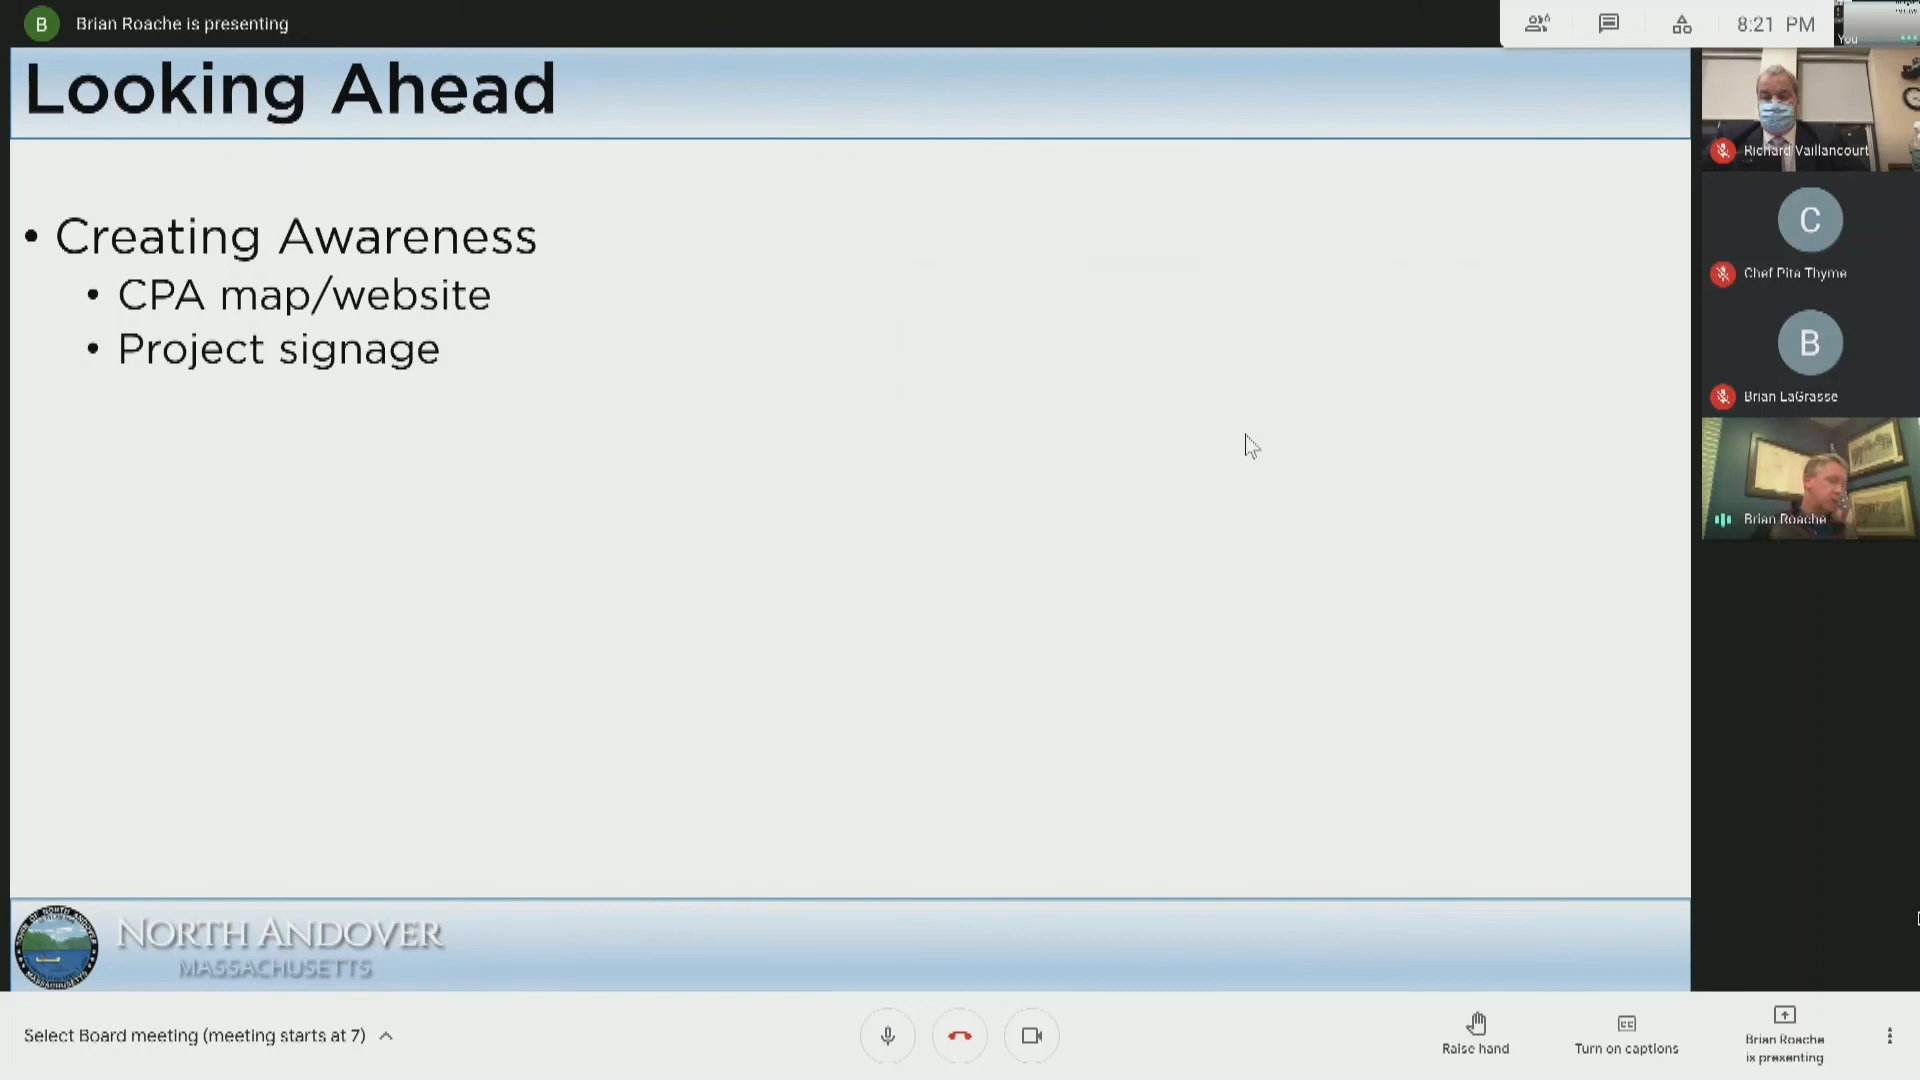 B Brian Roache is presenting
6
8:21 PM
You
Looking Ahead
• Creating Awareness
• CPA map/website
• Project signage
Richard Vaillancourt
C
Chef Pita Thyme
B
Brian LaGrasse
Brian Roache
NORTH ANDOVER
MASSACHUSETTS
Select Board meeting (meeting starts at 7)
Raise hand
Turn on captions
Brian Roache
is presenting